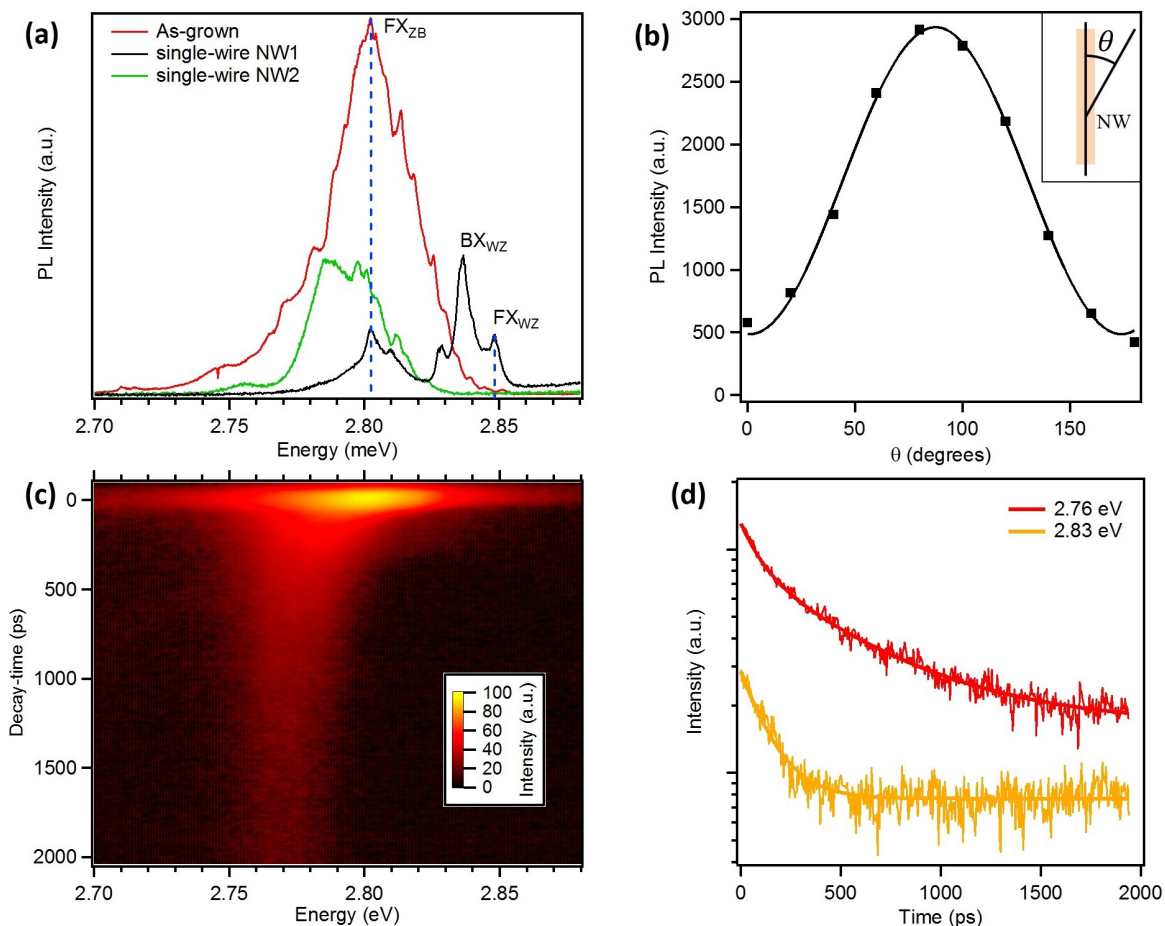 (a)
As-grown
single-wire NW1
single-wire NW2
FX_ZB
BX_WZ
FX_WZ
PL Intensity (a.u.)
2.70 2.75 2.80 2.85
Energy (meV)
(b)
3000
2500
2000
1500
1000
500
0
PL Intensity (a.u.)
θ
NW
0 50 100 150
θ (degrees)
(c)
0
500
1000
1500
2000
Decay-time (ps)
100
80
60
40
20
0
Intensity (a.u.)
2.70 2.75 2.80 2.85
Energy (eV)
(d)
2.76 eV
2.83 eV
Intensity (a.u.)
0 500 1000 1500 2000
Time (ps)